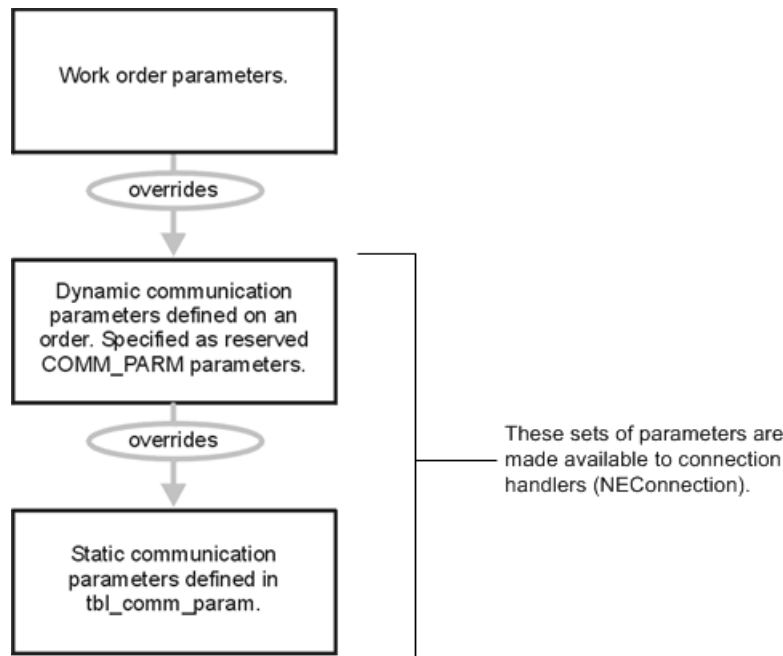 Work order parameters.
overrides
Dynamic communication
parameters defined on an
order. Specified as reserved
COMM_PARM parameters.
overrides
These sets of parameters are
made available to connection
handlers (NEConnection).
Static communication
parameters defined in
tbl_comm_param.